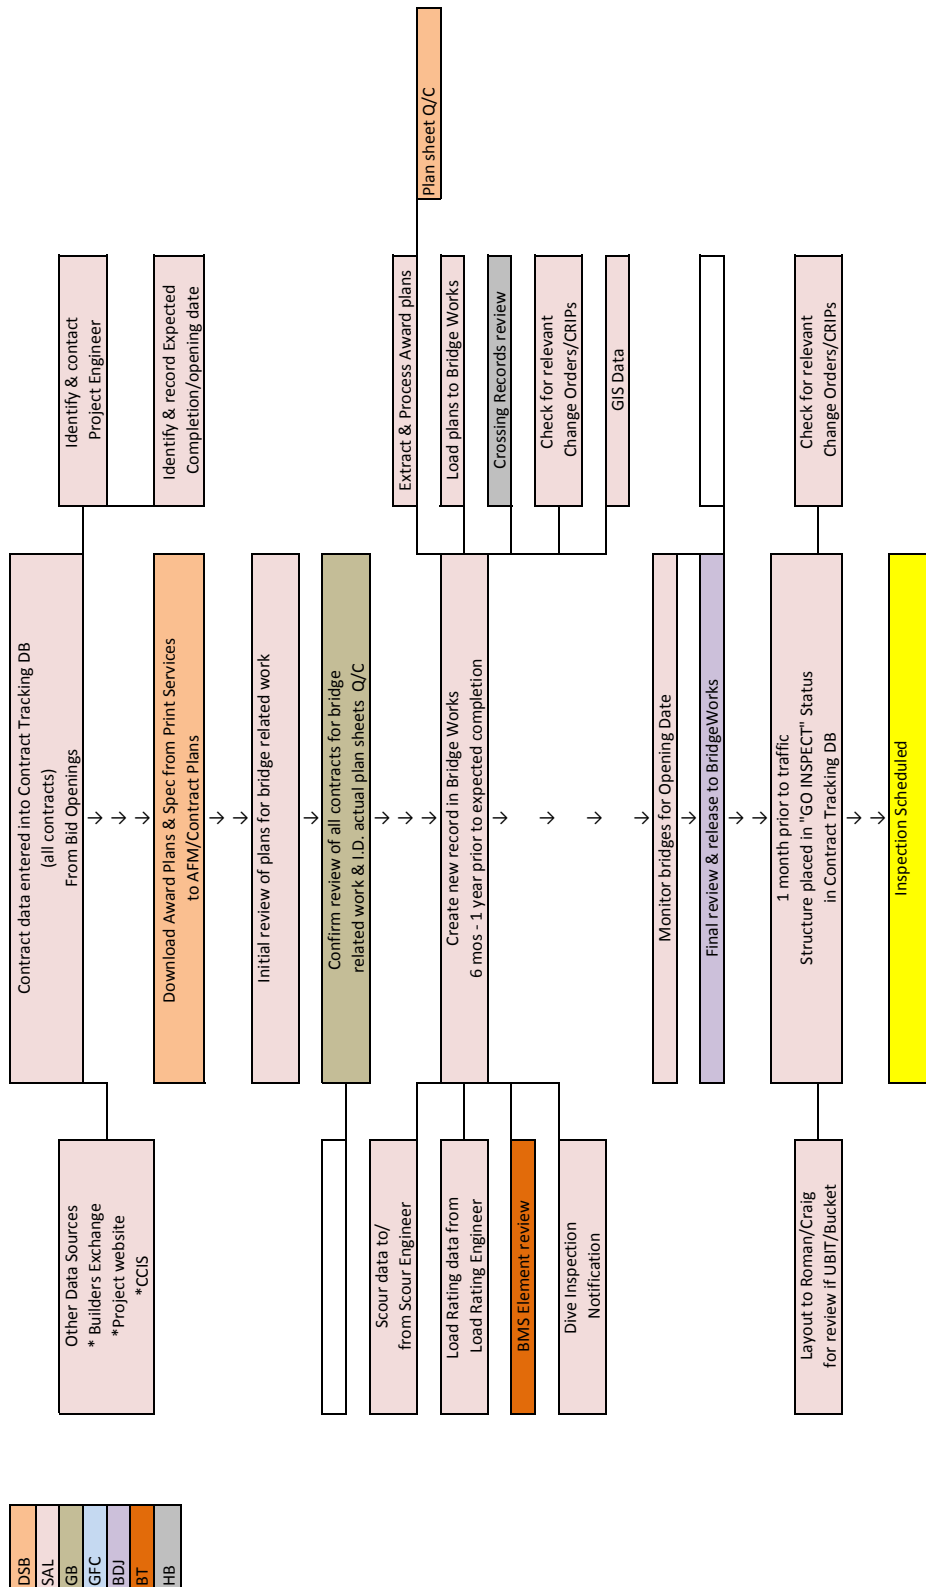 Contract data entered into Contract Tracking DB
(all contracts)
From Bid Openings
Identify & contact
Project Engineer
Identify & record Expected
Completion/opening date
Other Data Sources
* Builders Exchange
*Project website
*CCIS
↓ ↓ ↓
Download Award Plans & Spec from Print Services
to AFM/Contract Plans
↓ ↓
Initial review of plans for bridge related work
↓
Confirm review of all contracts for bridge
related work & I.D. actual plan sheets Q/C
↓ ↓ ↓
Create new record in Bridge Works
6 mos - 1 year prior to expected completion
Extract & Process Award plans
Plan sheet Q/C
Load plans to Bridge Works
Crossing Records review
Check for relevant
Change Orders/CRIPs
GIS Data
Scour data to/
from Scour Engineer
Load Rating data from
Load Rating Engineer
BMS Element review
Dive Inspection
Notification
↓
↓
↓
↓
Monitor bridges for Opening Date
↓
Final review & release to BridgeWorks
↓ ↓
1 month prior to traffic
Structure placed in "GO INSPECT" Status
in Contract Tracking DB
Check for relevant
Change Orders/CRIPs
Layout to Roman/Craig
for review if UBIT/Bucket
↓ ↓
Inspection Scheduled
DSB
SAL
GB
GFC
BDJ
BT
HB